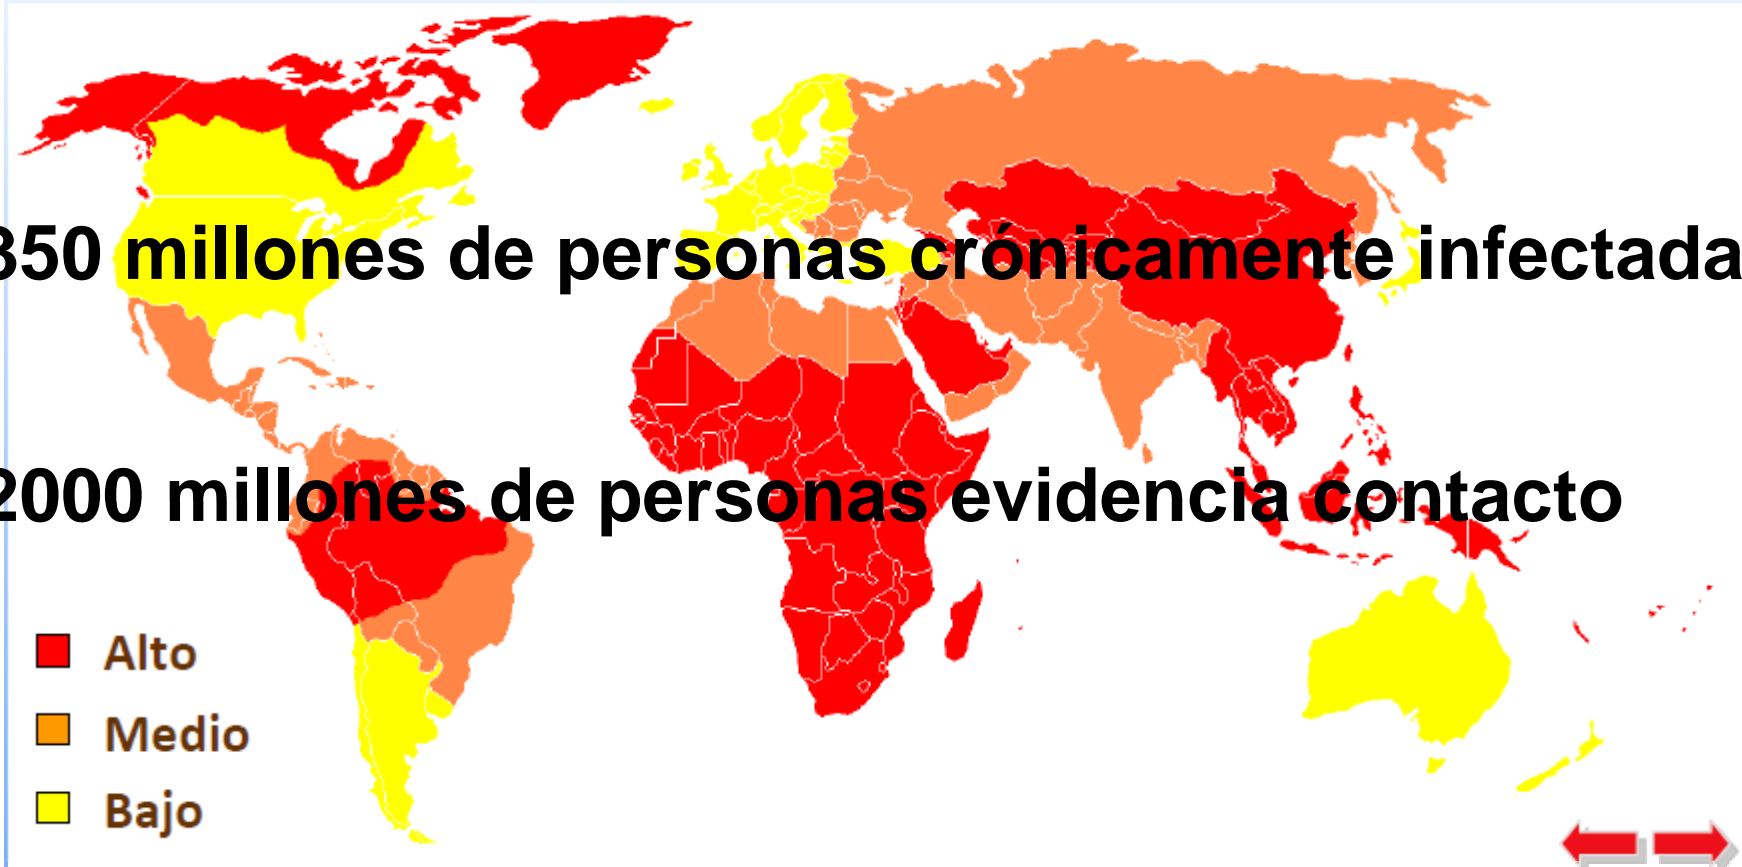 350 millones de personas crónicamente infectada
2000 millones de personas evidencia contacto
Alto
Medio
Bajo